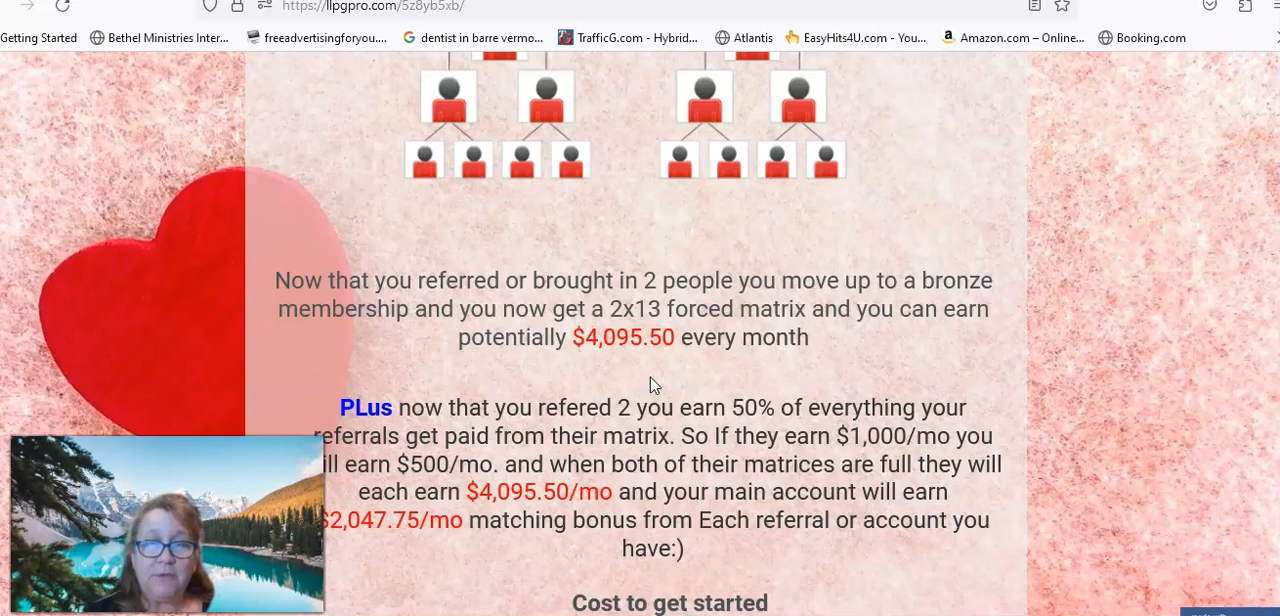 https://llpgpro.com/5z8yb5xb/
Getting Started
Bethel Ministries Inter...
freeadvertisingforyou....
dentist in barre vermo...
TrafficG.com - Hybrid...
Atlantis
EasyHits4U.com - You...
Amazon.com – Online...
Booking.com
Now that you referred or brought in 2 people you move up to a bronze
membership and you now get a 2x13 forced matrix and you can earn
potentially $4,095.50 every month
PLus now that you refered 2 you earn 50% of everything your
referrals get paid from their matrix. So If they earn $1,000/mo you
ill earn $500/mo. and when both of their matrices are full they will
each earn $4,095.50/mo and your main account will earn
$2,047.75/mo matching bonus from Each referral or account you
have:)
Cost to get started